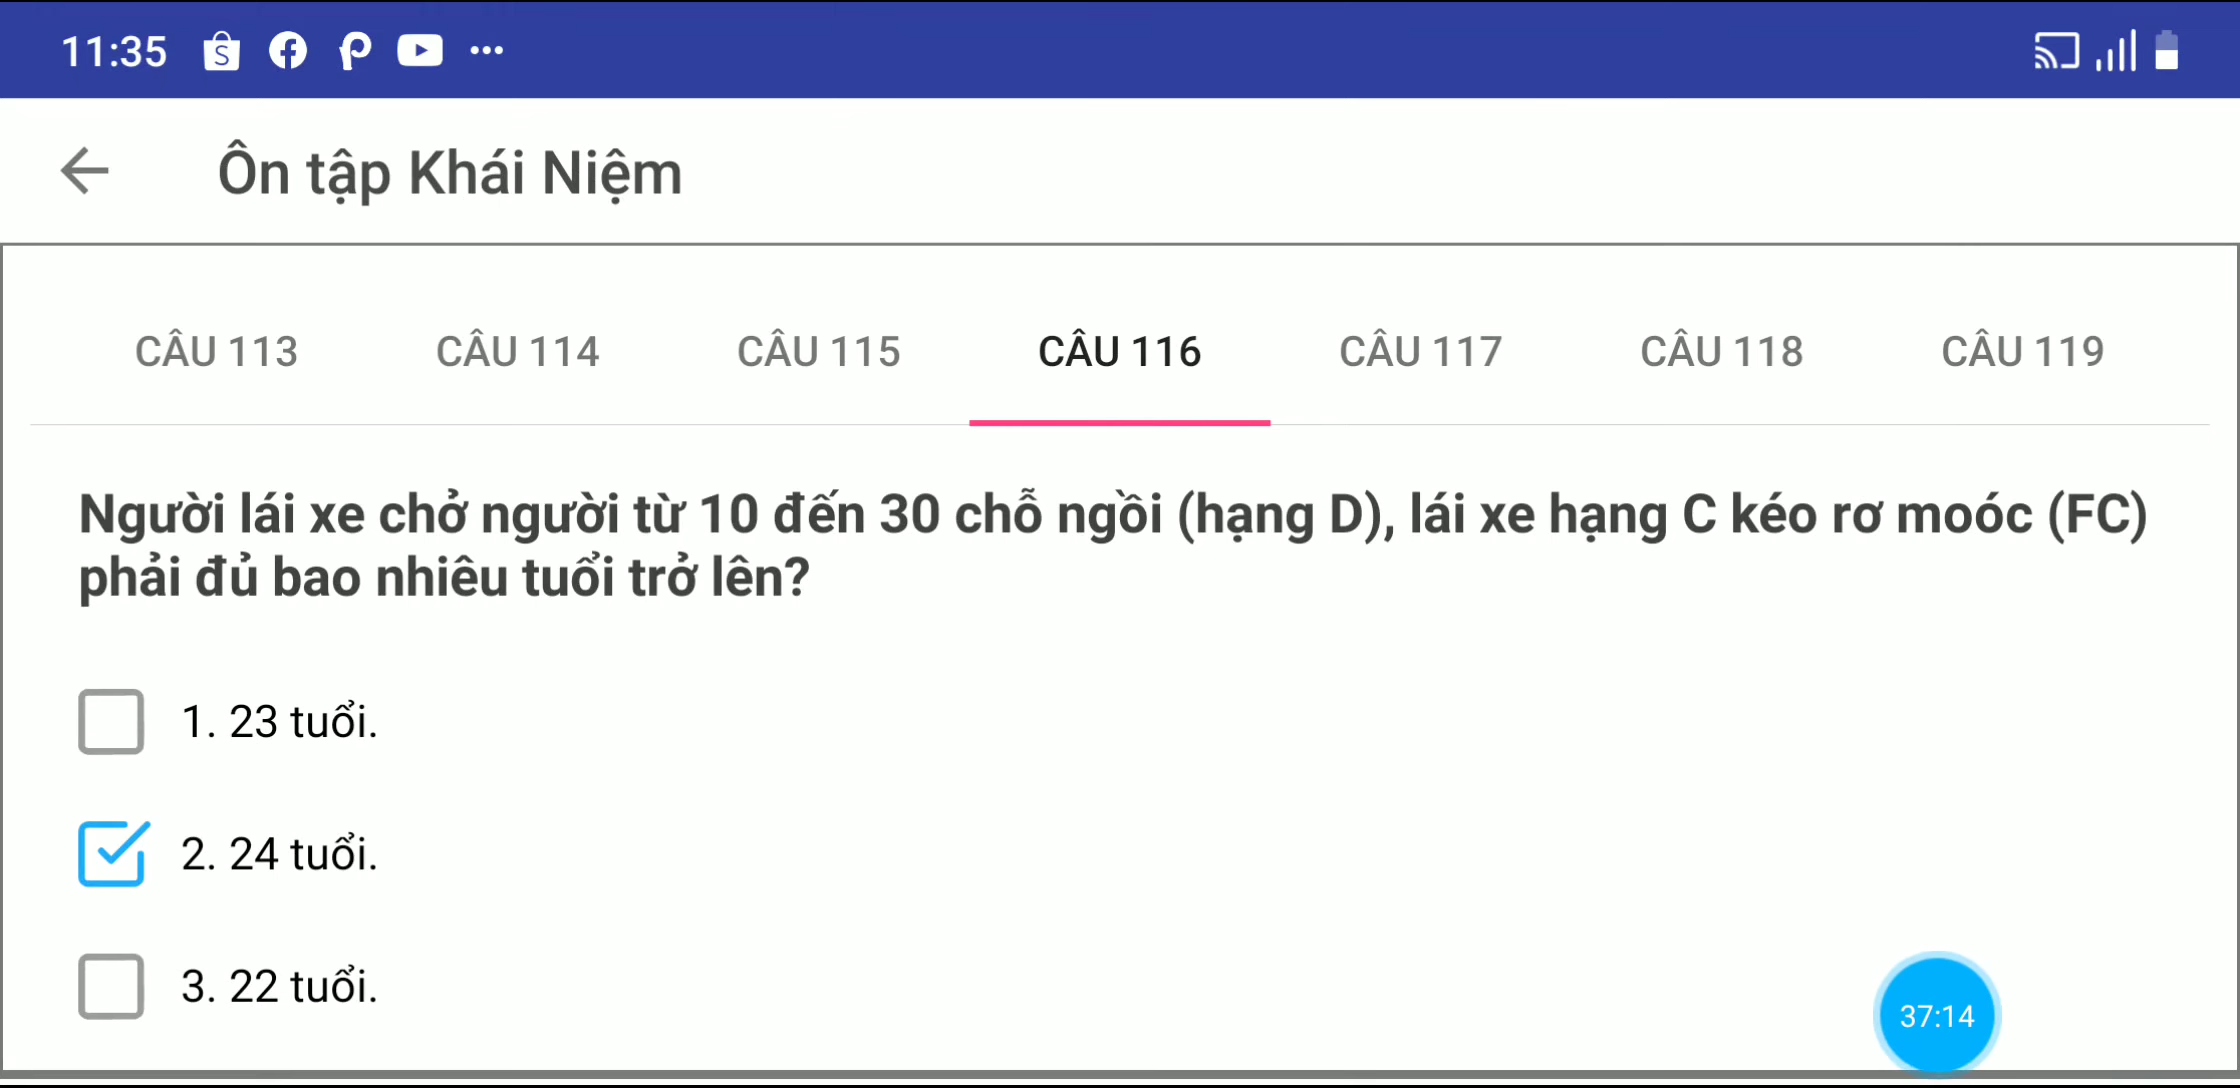 11:35
Ôn tập Khái Niệm
CÂU 113 CÂU 114 CÂU 115 CÂU 116 CÂU 117 CÂU 118 CÂU 119
Người lái xe chở người từ 10 đến 30 chỗ ngồi (hạng D), lái xe hạng C kéo rơ moóc (FC)
phải đủ bao nhiêu tuổi trở lên?
1. 23 tuổi.
2. 24 tuổi.
3. 22 tuổi.
37:14